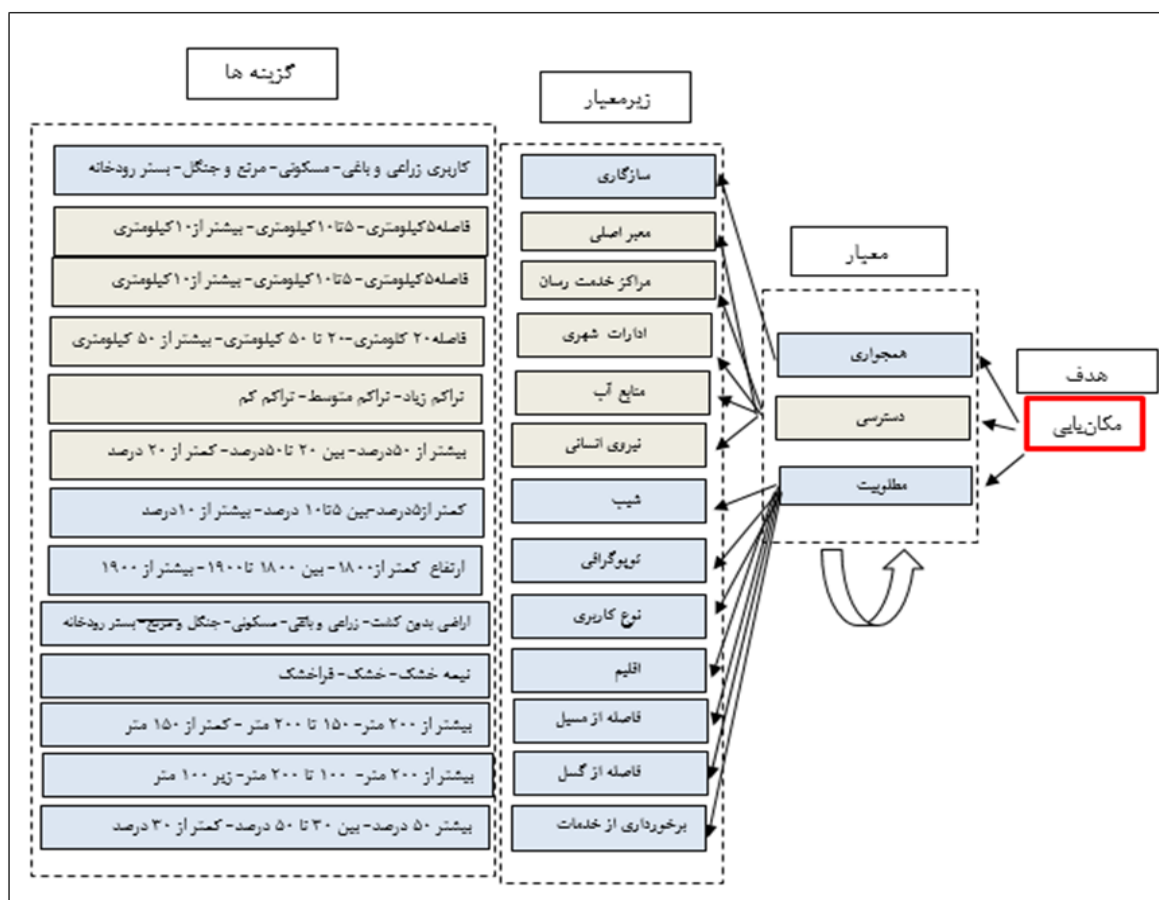 هدف
مکان‌یابی
معیار
همجواری
دسترسی
مطلوبیت
زیرمعیار
سازگاری
معبر اصلی
مراکز خدمت رسان
ادارات شهری
منابع آب
نیروی انسانی
شیب
توپوگرافی
نوع کاربری
اقلیم
فاصله از مسیل
فاصله از گسل
برخورداری از خدمات
گزینه ها
کاربری زراعی و باغی- مسکونی- مرتع و جنگل- بستر رودخانه
فاصله۵کیلومتری- ۵تا۱۰کیلومتری- بیشتر از۱۰کیلومتری
فاصله۵کیلومتری- ۵تا۱۰کیلومتری- بیشتر از۱۰کیلومتری
فاصله۲۰ کلومتری-۲۰ تا ۵۰ کیلومتری- بیشتر از ۵۰ کیلومتری
تراکم زیاد- تراکم متوسط- تراکم کم
بیشتر از ۵۰درصد- بین ۲۰ تا۵۰درصد- کمتر از ۲۰ درصد
کمتر از۵درصد-بین ۵تا۱۰ درصد- بیشتر از ۱۰درصد
ارتفاع کمتر از۱۸۰۰- بین ۱۸۰۰ تا۱۹۰۰- بیشتر از ۱۹۰۰
اراضی بدون کشت- زراعی و باغی- مسکونی- جنگل و مرتع- بستر رودخانه
نیمه خشک- خشک- فراخشک
بیشتر از ۲۰۰ متر- ۱۵۰ تا ۲۰۰ متر - کمتر از ۱۵۰ متر
بیشتر از ۲۰۰ متر- ۱۰۰ تا ۲۰۰ متر- زیر ۱۰۰ متر
بیشتر ۵۰ درصد- بین ۳۰ تا ۵۰ درصد- کمتر از ۳۰ درصد